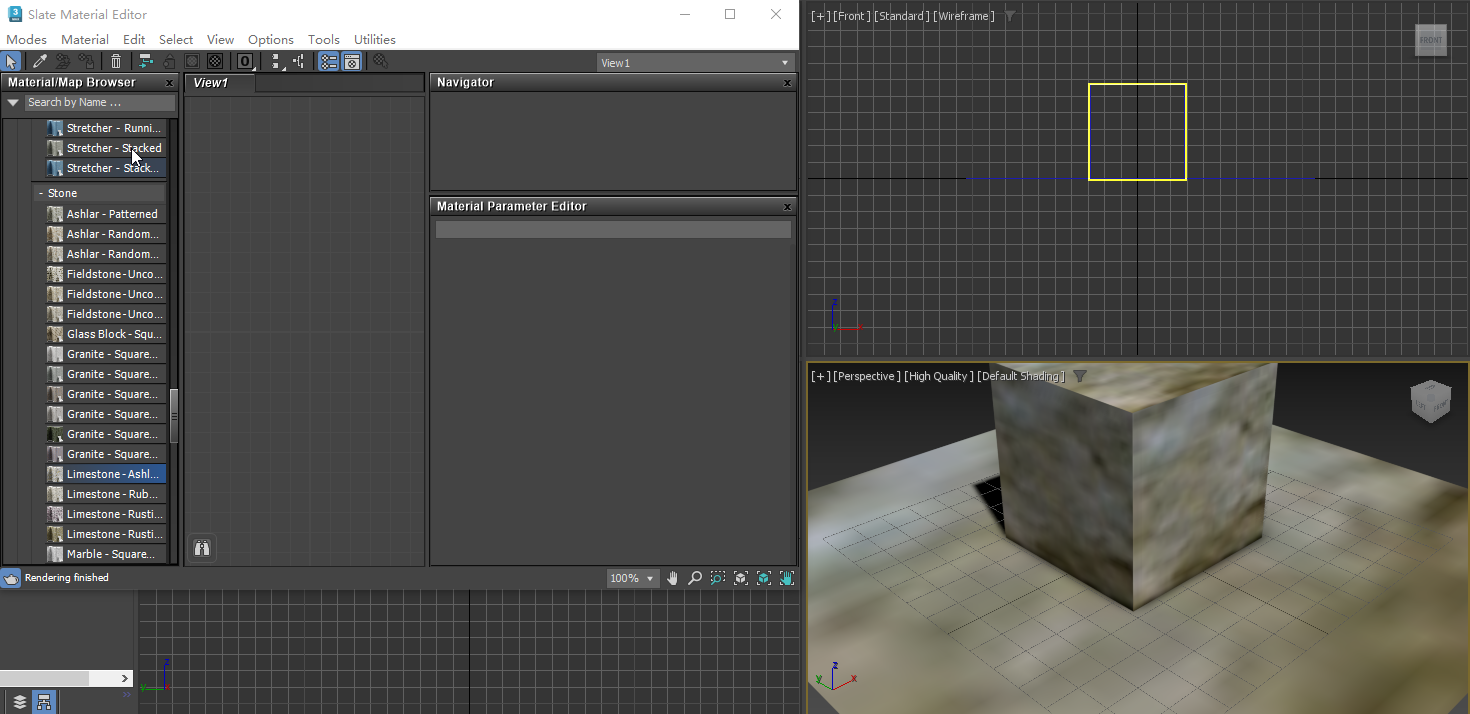 Slate Material Editor
Modes Material Edit Select View Options Tools Utilities
View1
Material/Map Browser
Search by Name ...
Stretcher - Runni...
Stretcher - Stacked
Stretcher - Stack...
- Stone
Ashlar - Patterned
Ashlar - Random...
Ashlar - Random...
Fieldstone - Unco...
Fieldstone - Unco...
Fieldstone - Unco...
Glass Block - Squ...
Granite - Square...
Granite - Square...
Granite - Square...
Granite - Square...
Granite - Square...
Granite - Square...
Limestone - Ashl...
Limestone - Rub...
Limestone - Rusti...
Limestone - Rusti...
Marble - Square...
View1
Navigator
Material Parameter Editor
Rendering finished
100%
z
y
[+] [Front ] [Standard ] [Wireframe ]
FRONT
z
y x
[+] [Perspective ] [High Quality ] [Default Shading ]
FRONT
z
y x